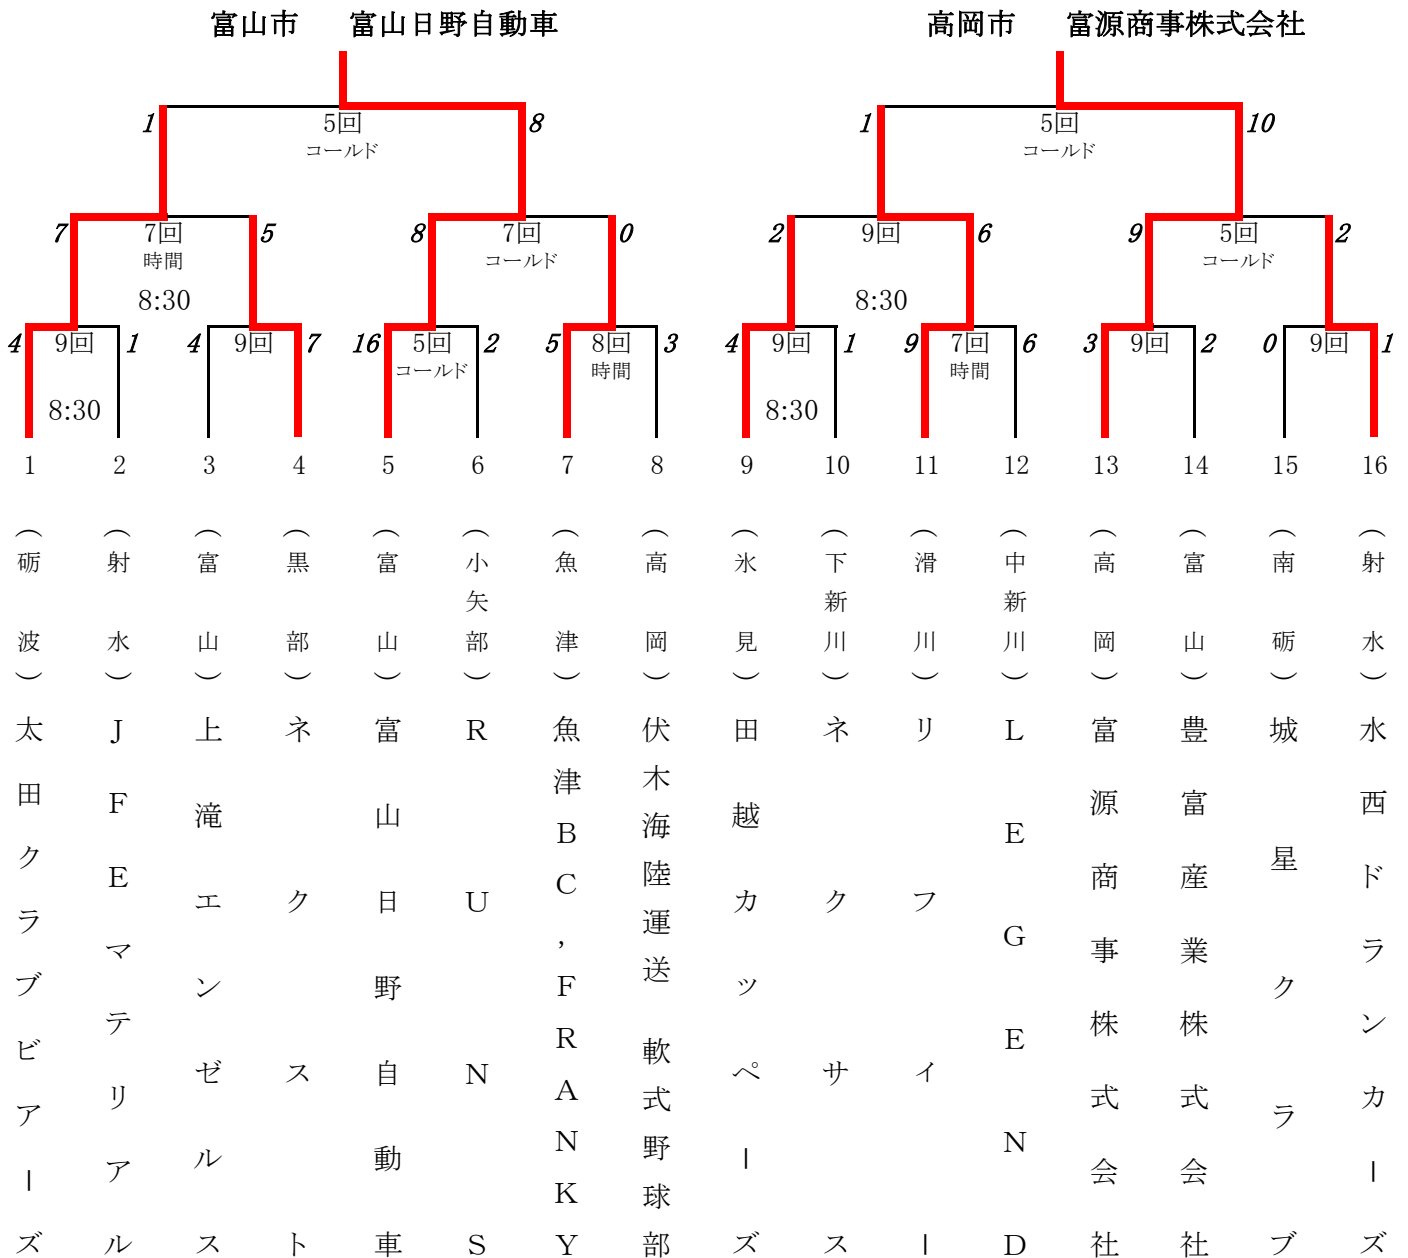 富山市 富山日野自動車 高岡市 富源商事株式会社
1 5回 8 1 5回 10
コールド コールド
7 7回 5 8 7回 0 2 9回 6 9 5回 2
時間 コールド コールド
8:30 8:30
4 9回 1 4 9回 7 16 5回 2 5 8回 3 4 9回 1 9 7回 6 3 9回 2 0 9回 1
コールド 時間 時間
8:30 8:30
1 2 3 4 5 6 7 8 9 10 11 12 13 14 15 16
(砺波)太田クラブビアーズ
(射水)JFEマテリアル
(富山)上滝エンゼルス
(黒部)ネクスト
(富山)富山日野自動車
(小矢部)RUNS
(魚津)魚津BC,FRANKY
(高岡)伏木海陸運送 軟式野球部
(氷見)田越カッペーズ
(下新川)ネクサス
(滑川)リフィー
(中新川)LEGEND
(高岡)富源商事株式会社
(富山)豊富産業株式会社
(南砺)城星クラブ
(射水)水西ドランカーズ